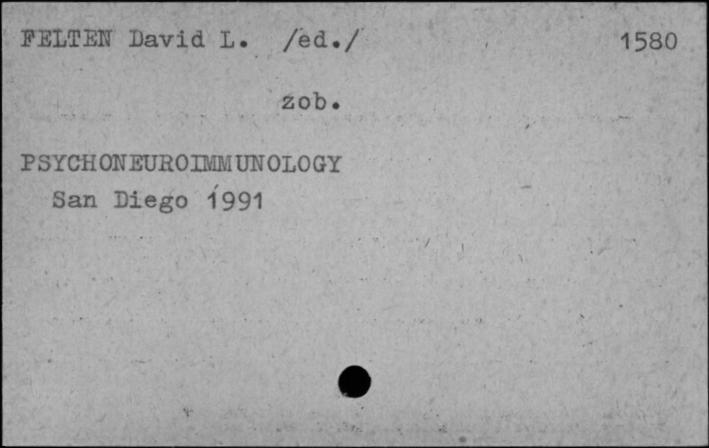 FELTEN David L. /ed./ 1580
zob.
PSYCHONEUROIMMUNOLOGY
San Diego 1991